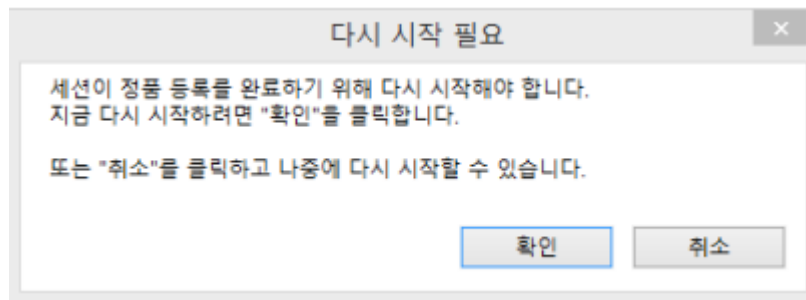 다시 시작 필요
세션이 정품 등록를 완료하기 위해 다시 시작해야 합니다.
지금 다시 시작하려면 "확인"을 클릭합니다.
또는 "취소"를 클릭하고 나중에 다시 시작할 수 있습니다.
확인
취소